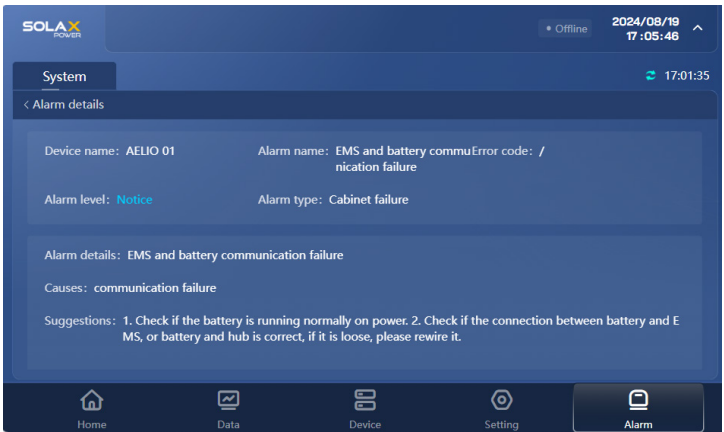 SOLAX
POWER
• Offline
2024/08/19
17:05:46
System
17:01:35
< Alarm details
Device name: AELIO 01
Alarm name: EMS and battery commu
nication failure
Error code: /
Alarm level: Notice
Alarm type: Cabinet failure
Alarm details: EMS and battery communication failure
Causes: communication failure
Suggestions: 1. Check if the battery is running normally on power. 2. Check if the connection between battery and E
MS, or battery and hub is correct, if it is loose, please rewire it.
Home
Data
Device
Setting
Alarm